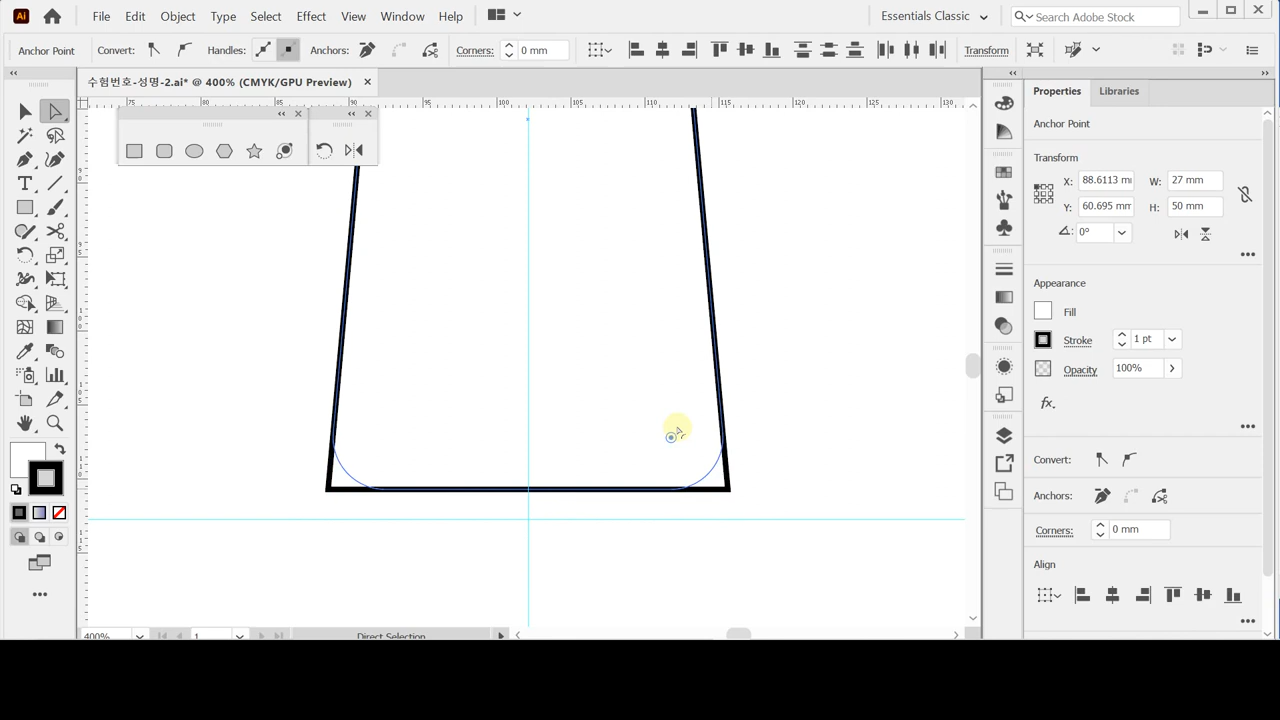 Ai File Edit Object Type Select Effect View Window Help Essentials Classic Search Adobe Stock
Anchor Point Convert: Handles: Anchors: Corners: 0 mm Transform
수험번호-성명-2.ai* @ 400% (CMYK/GPU Preview)
75 80 85 90 95 100 105 110 115 120 125 130
Properties Libraries
Anchor Point
Transform
X: 88.6113 W: 27 mm
Y: 60.695 mm H: 50 mm
0°
Appearance
Fill
Stroke 1 pt
Opacity 100%
fx.
Convert:
Anchors:
Corners: 0 mm
Align
400% 1 Direct Selection